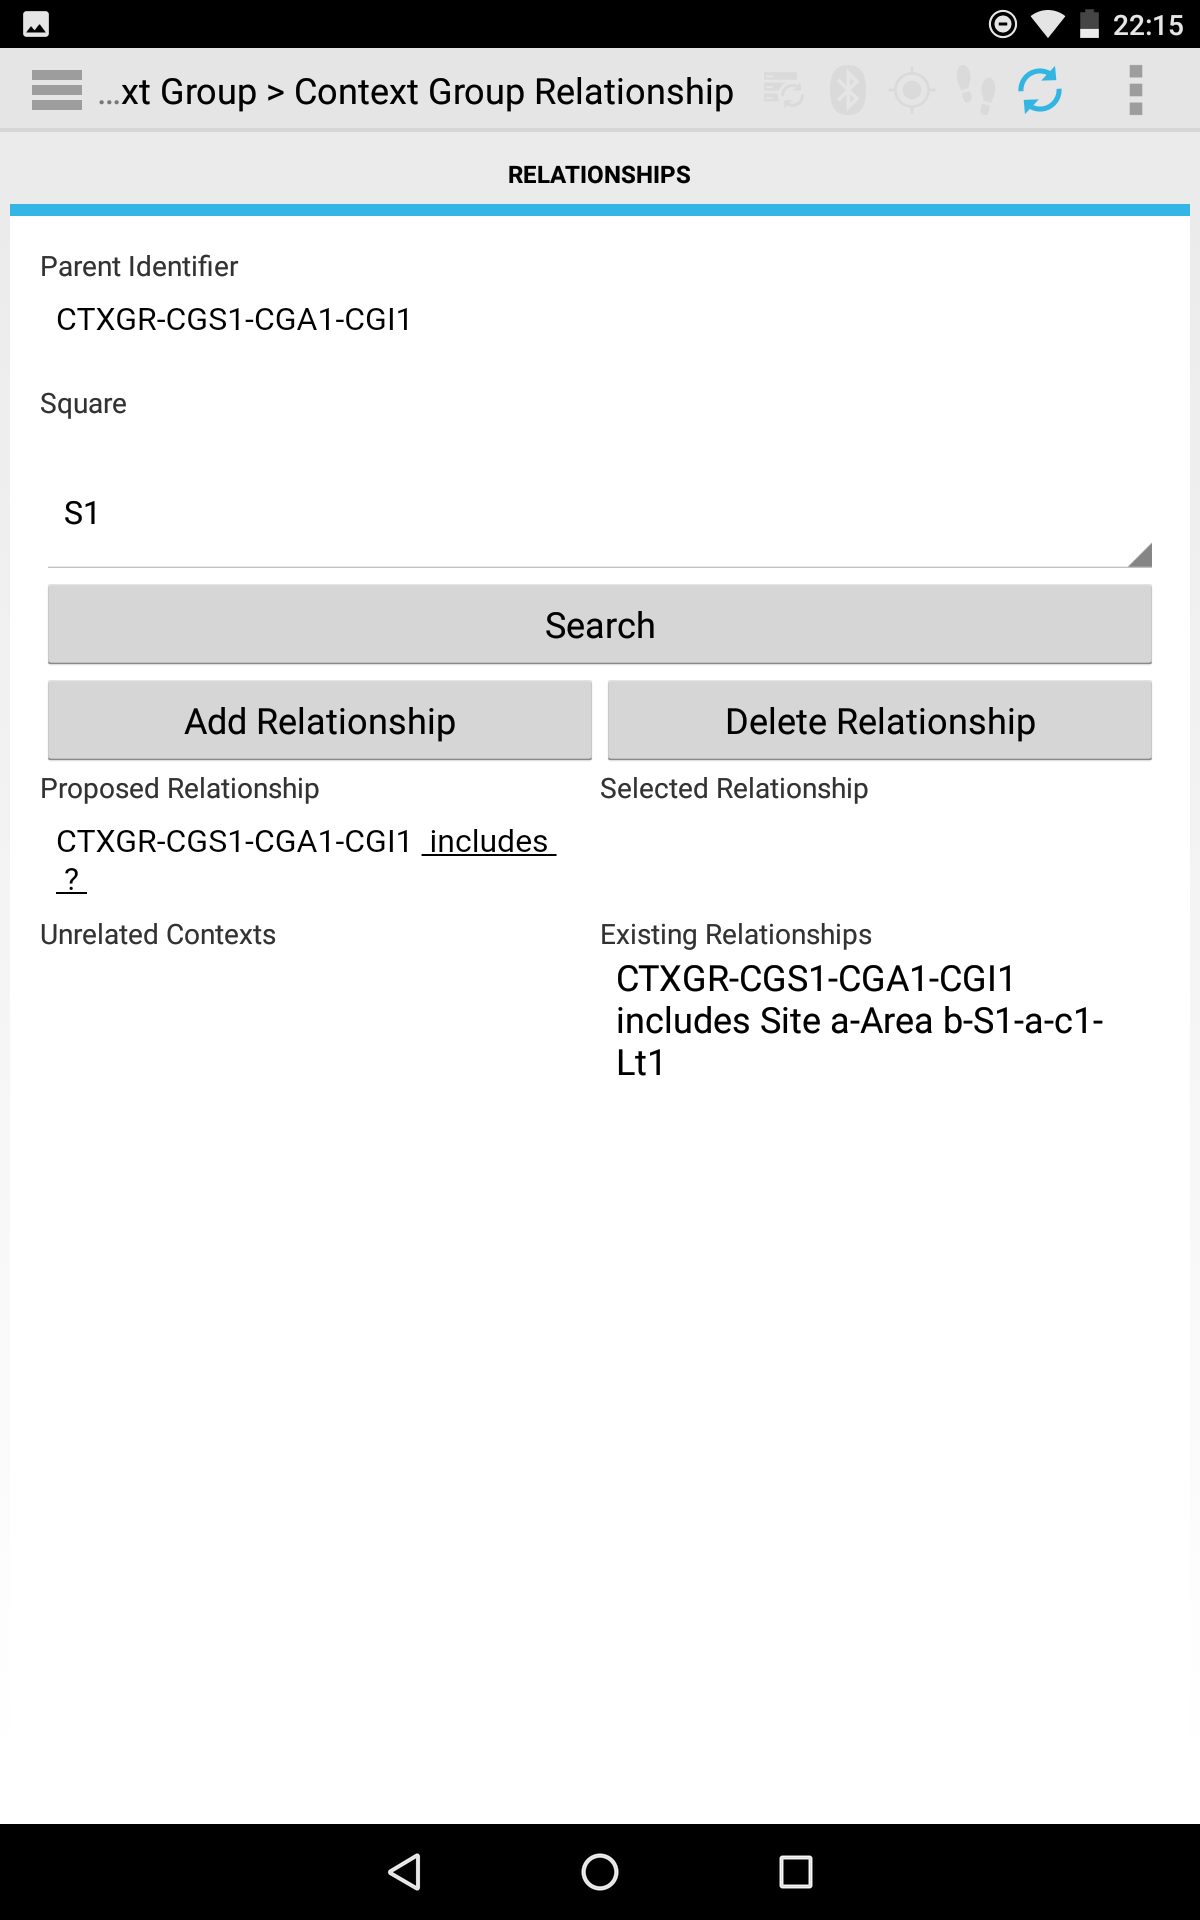 22:15
...xt Group > Context Group Relationship
RELATIONSHIPS
Parent Identifier
CTXGR-CGS1-CGA1-CGI1
Square
S1
Search
Add Relationship
Delete Relationship
Proposed Relationship
Selected Relationship
CTXGR-CGS1-CGA1-CGI1 includes
?
Unrelated Contexts
Existing Relationships
CTXGR-CGS1-CGA1-CGI1
includes Site a-Area b-S1-a-c1-
Lt1